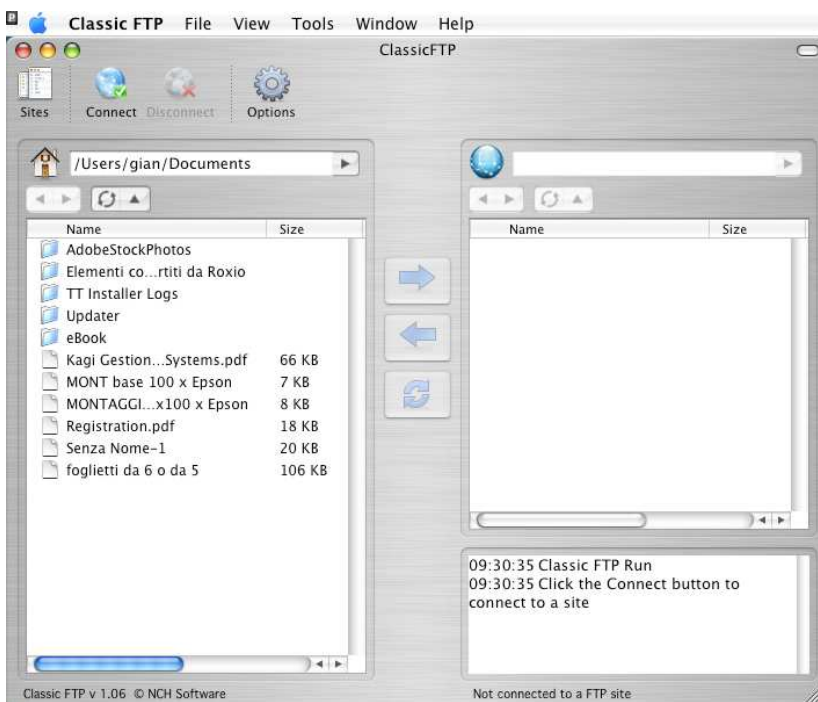 Classic FTP File View Tools Window Help
ClassicFTP
Sites Connect Disconnect Options
/Users/gian/Documents
Name Size
AdobeStockPhotos
Elementi co...rtiti da Roxio
TT Installer Logs
Updater
eBook
Kagi Gestion...Systems.pdf 66 KB
MONT base 100 x Epson 7 KB
MONTAGGI...x100 x Epson 8 KB
Registration.pdf 18 KB
Senza Nome-1 20 KB
foglietti da 6 o da 5 106 KB
Name Size
09:30:35 Classic FTP Run
09:30:35 Click the Connect button to
connect to a site
Classic FTP v 1.06 © NCH Software
Not connected to a FTP site